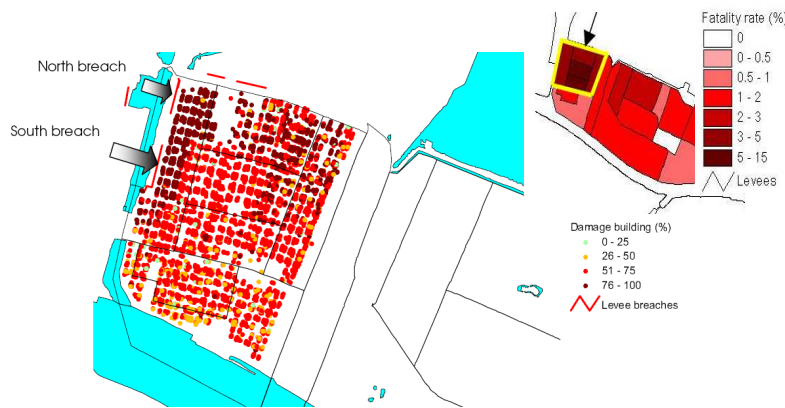 North breach
South breach
Fatality rate (%)
0
0 - 0.5
0.5 - 1
1 - 2
2 - 3
3 - 5
5 - 15
Levees
Damage building (%)
0 - 25
26 - 50
51 - 75
76 - 100
Levee breaches